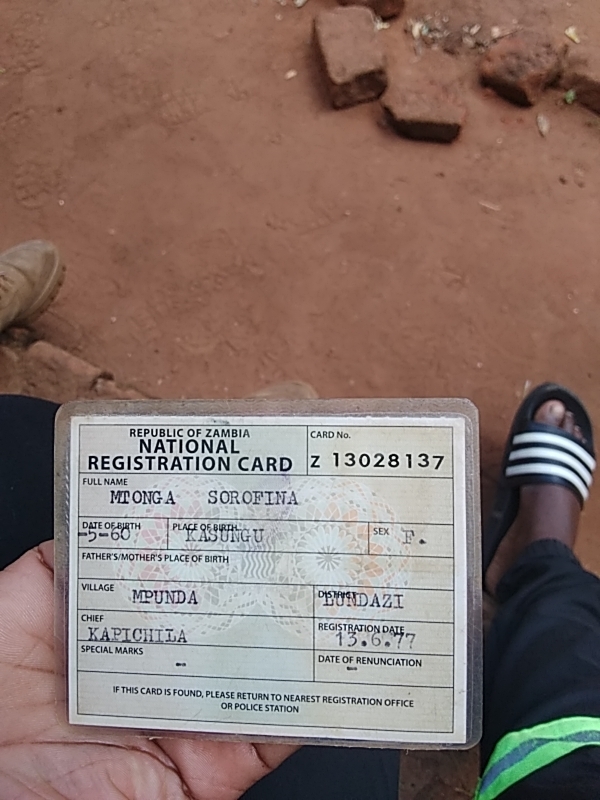 REPUBLIC OF ZAMBIA
NATIONAL
REGISTRATION CARD
CARD No.
Z 13028137
FULL NAME
MTONGA SOROFINA
DATE OF BIRTH
-5-60
PLACE OF BIRTH
KASUNGU
SEX F.
FATHER'S/MOTHER'S PLACE OF BIRTH
VILLAGE
MPUNDA
DISTRICT
LUNDAZI
CHIEF
KAPICHILA
REGISTRATION DATE
13.6.77
SPECIAL MARKS
-
DATE OF RENUNCIATION
-
IF THIS CARD IS FOUND, PLEASE RETURN TO NEAREST REGISTRATION OFFICE
OR POLICE STATION